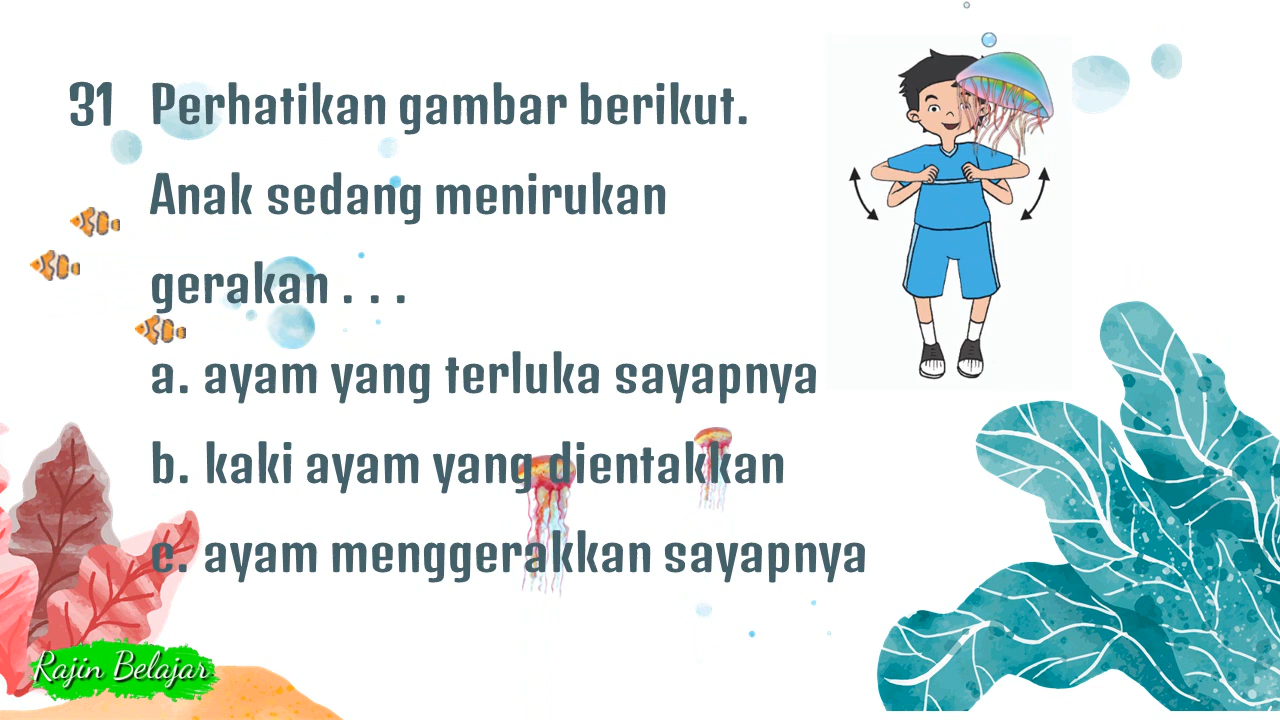 31 Perhatikan gambar berikut.
Anak sedang menirukan
gerakan . . .
a. ayam yang terluka sayapnya
b. kaki ayam yang dientakkan
c. ayam menggerakkan sayapnya
Rajin Belajar